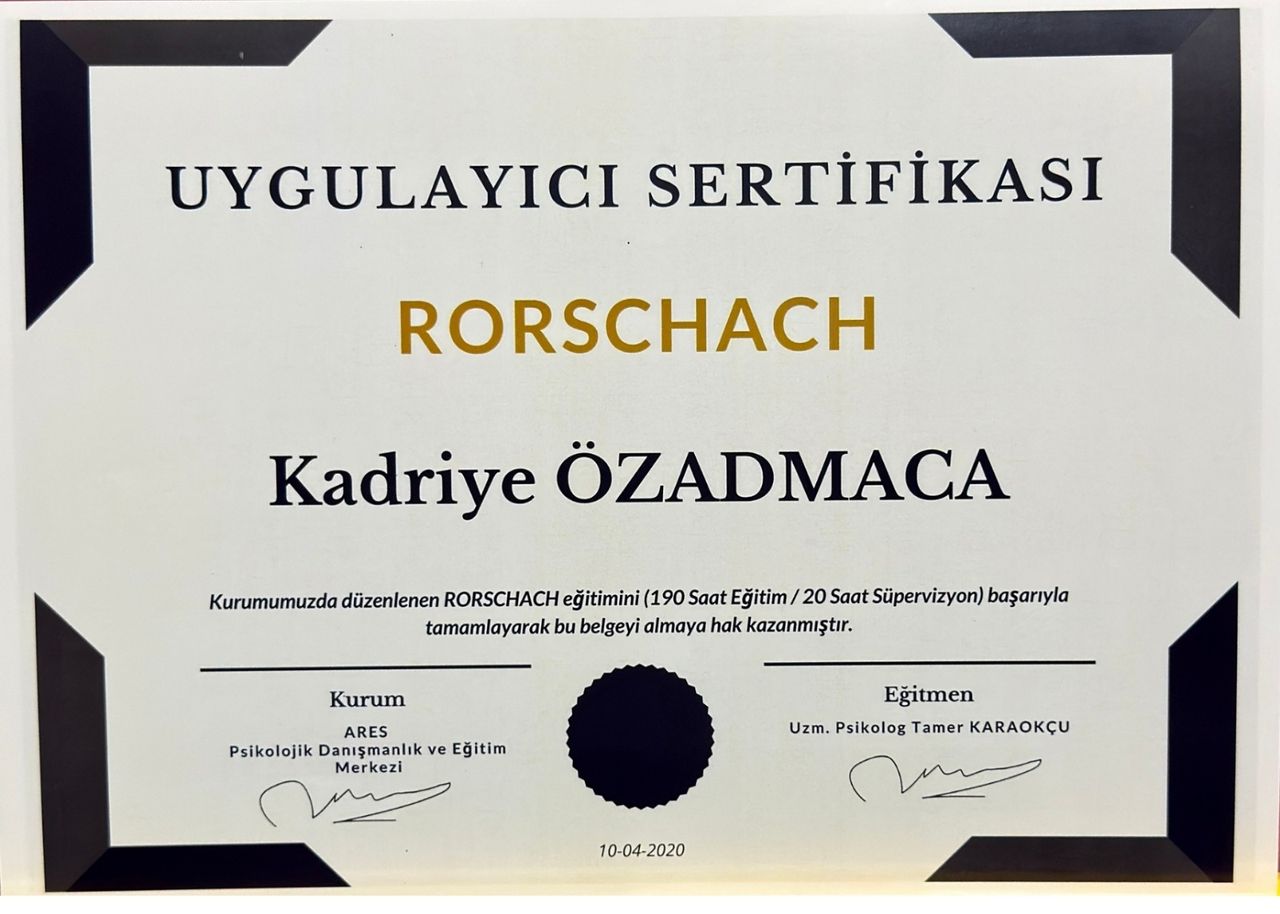 UYGULAYICI SERTİFİKASI
RORSCHACH
Kadriye ÖZADMACA
Kurumumuzda düzenlenen RORSCHACH eğitimini (190 Saat Eğitim / 20 Saat Süpervizyon) başarıyla
tamamlayarak bu belgeyi almaya hak kazanmıştır.
Kurum
ARES
Psikolojik Danışmanlık ve Eğitim
Merkezi
Eğitmen
Uzm. Psikolog Tamer KARAOKÇU
10-04-2020